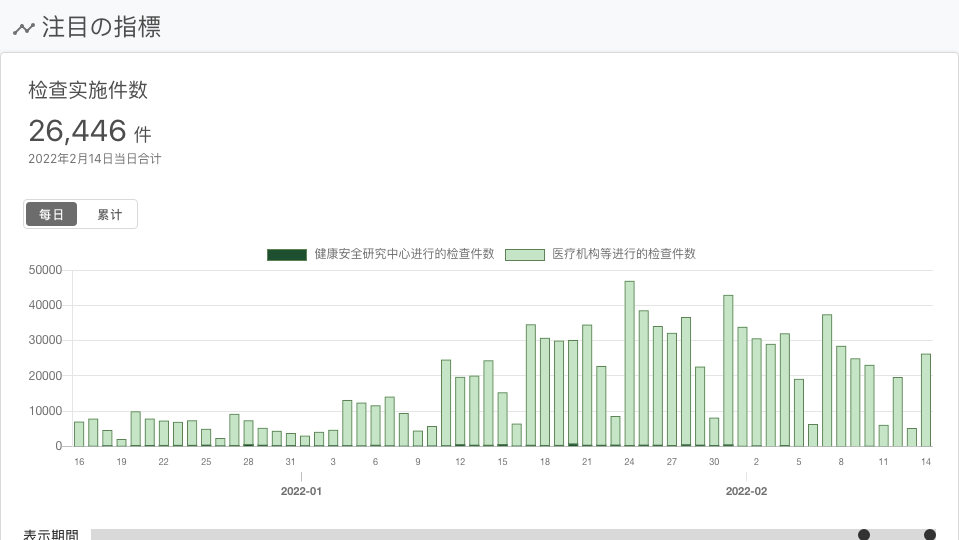 注目の指標
检查实施件数
26,446 件
2022年2月14日当日合计
每日 累计
健康安全研究中心进行的检查件数 医疗机构等进行的检查件数
50000
40000
30000
20000
10000
0
16 19 22 25 28 31 3 6 9 12 15 18 21 24 27 30 2 5 8 11 14
2022-01 2022-02
表示期間